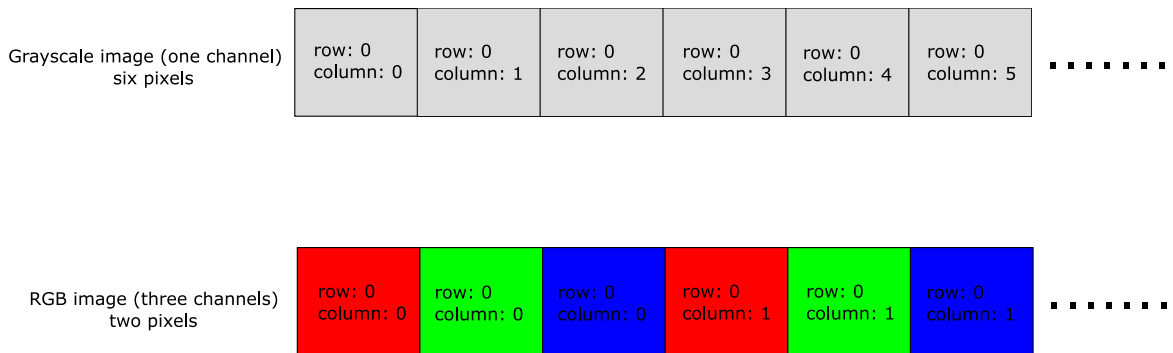 Grayscale image (one channel)
six pixels
row: 0
column: 0
row: 0
column: 1
row: 0
column: 2
row: 0
column: 3
row: 0
column: 4
row: 0
column: 5
RGB image (three channels)
two pixels
row: 0
column: 0
row: 0
column: 0
row: 0
column: 0
row: 0
column: 1
row: 0
column: 1
row: 0
column: 1